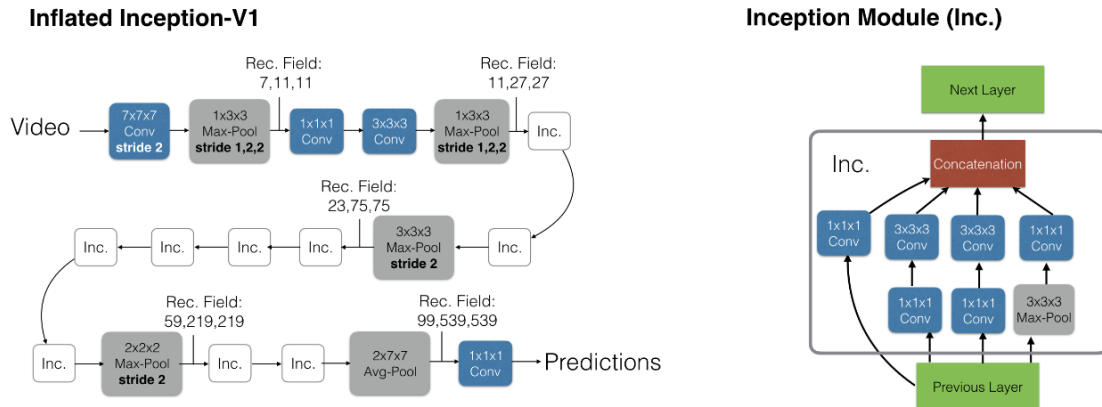 Inflated Inception-V1
Rec. Field:
7,11,11
Rec. Field:
11,27,27
Video
7x7x7
Conv
stride 2
1x3x3
Max-Pool
stride 1,2,2
1x1x1
Conv
3x3x3
Conv
1x3x3
Max-Pool
stride 1,2,2
Inc.
Rec. Field:
23,75,75
Inc.
Inc.
Inc.
Inc.
3x3x3
Max-Pool
stride 2
Inc.
Rec. Field:
59,219,219
Rec. Field:
99,539,539
Inc.
2x2x2
Max-Pool
stride 2
Inc.
Inc.
2x7x7
Avg-Pool
1x1x1
Conv
Predictions
Inception Module (Inc.)
Next Layer
Inc.
Concatenation
1x1x1
Conv
3x3x3
Conv
3x3x3
Conv
1x1x1
Conv
1x1x1
Conv
1x1x1
Conv
3x3x3
Max-Pool
Previous Layer